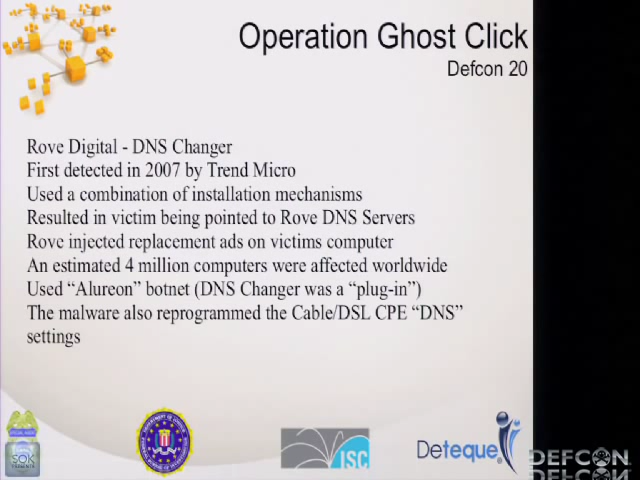 Operation Ghost Click
Defcon 20
Rove Digital - DNS Changer
First detected in 2007 by Trend Micro
Used a combination of installation mechanisms
Resulted in victim being pointed to Rove DNS Servers
Rove injected replacement ads on victims computer
An estimated 4 million computers were affected worldwide
Used “Alureon” botnet (DNS Changer was a “plug-in”)
The malware also reprogrammed the Cable/DSL CPE “DNS”
settings
SOK
ISC
Deteque
DEFCON